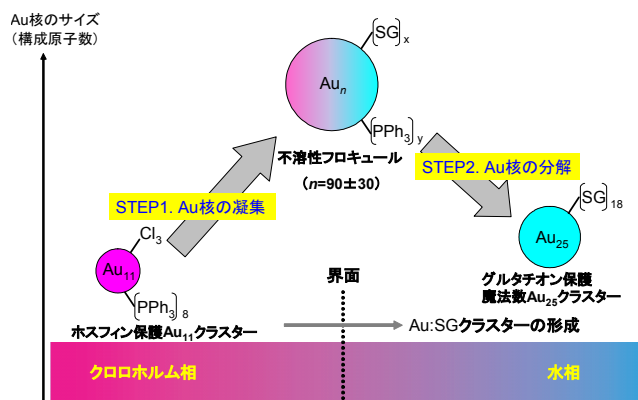 Au核のサイズ
(構成原子数)
[SG]x
Aun
[PPh3]y
不溶性フロキュール
(n=90±30)
STEP1. Au核の凝集
STEP2. Au核の分解
Cl3
Au11
[PPh3]8
ホスフィン保護Au11クラスター
[SG]18
Au25
グルタチオン保護
魔法数Au25クラスター
界面
Au:SGクラスターの形成
クロロホルム相
水相